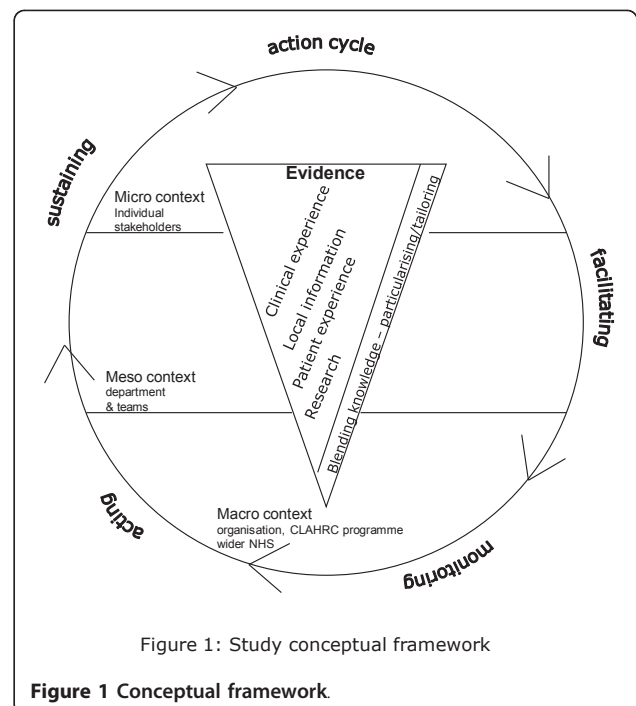 action cycle
sustaining
facilitating
monitoring
acting
Micro context
Individual
stakeholders
Meso context
department
& teams
Macro context
organisation, CLAHRC programme
wider NHS
Evidence
Clinical experience
Local information
Patient experience
Research
Blending knowledge – particularising/tailoring
Figure 1: Study conceptual framework
Figure 1 Conceptual framework.